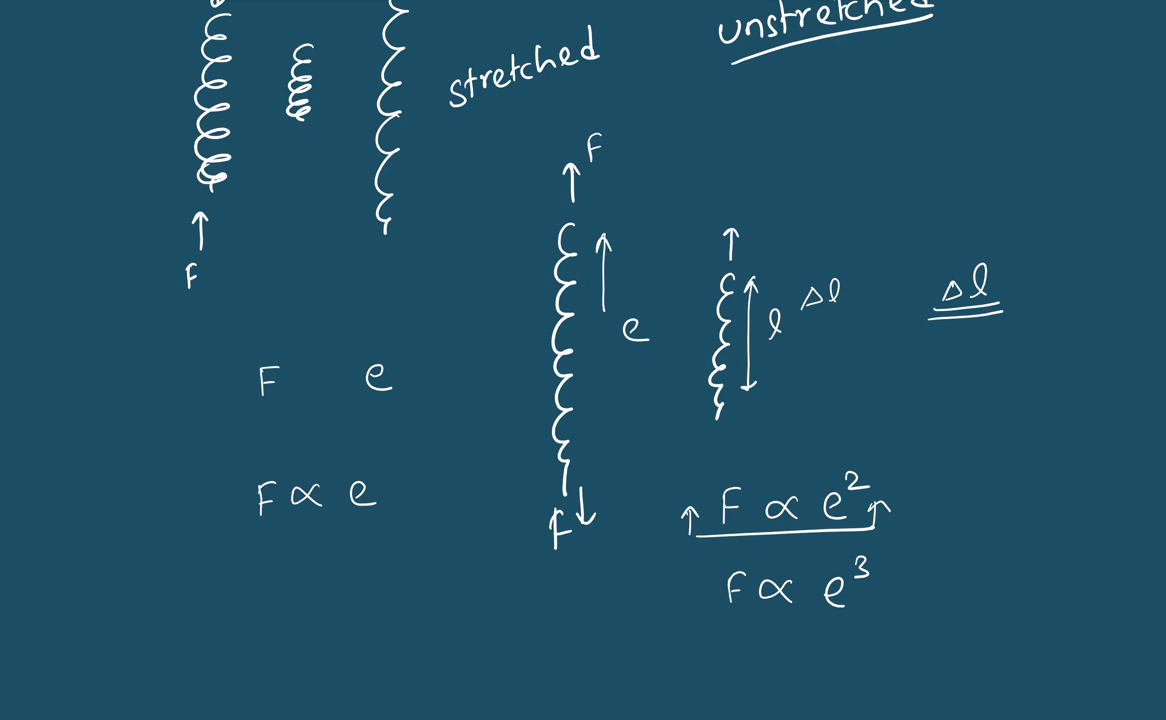 unstretched
stretched
F
F
e
l Δl
Δl
F e
F ∝ e
F
F ∝ e²
F ∝ e³